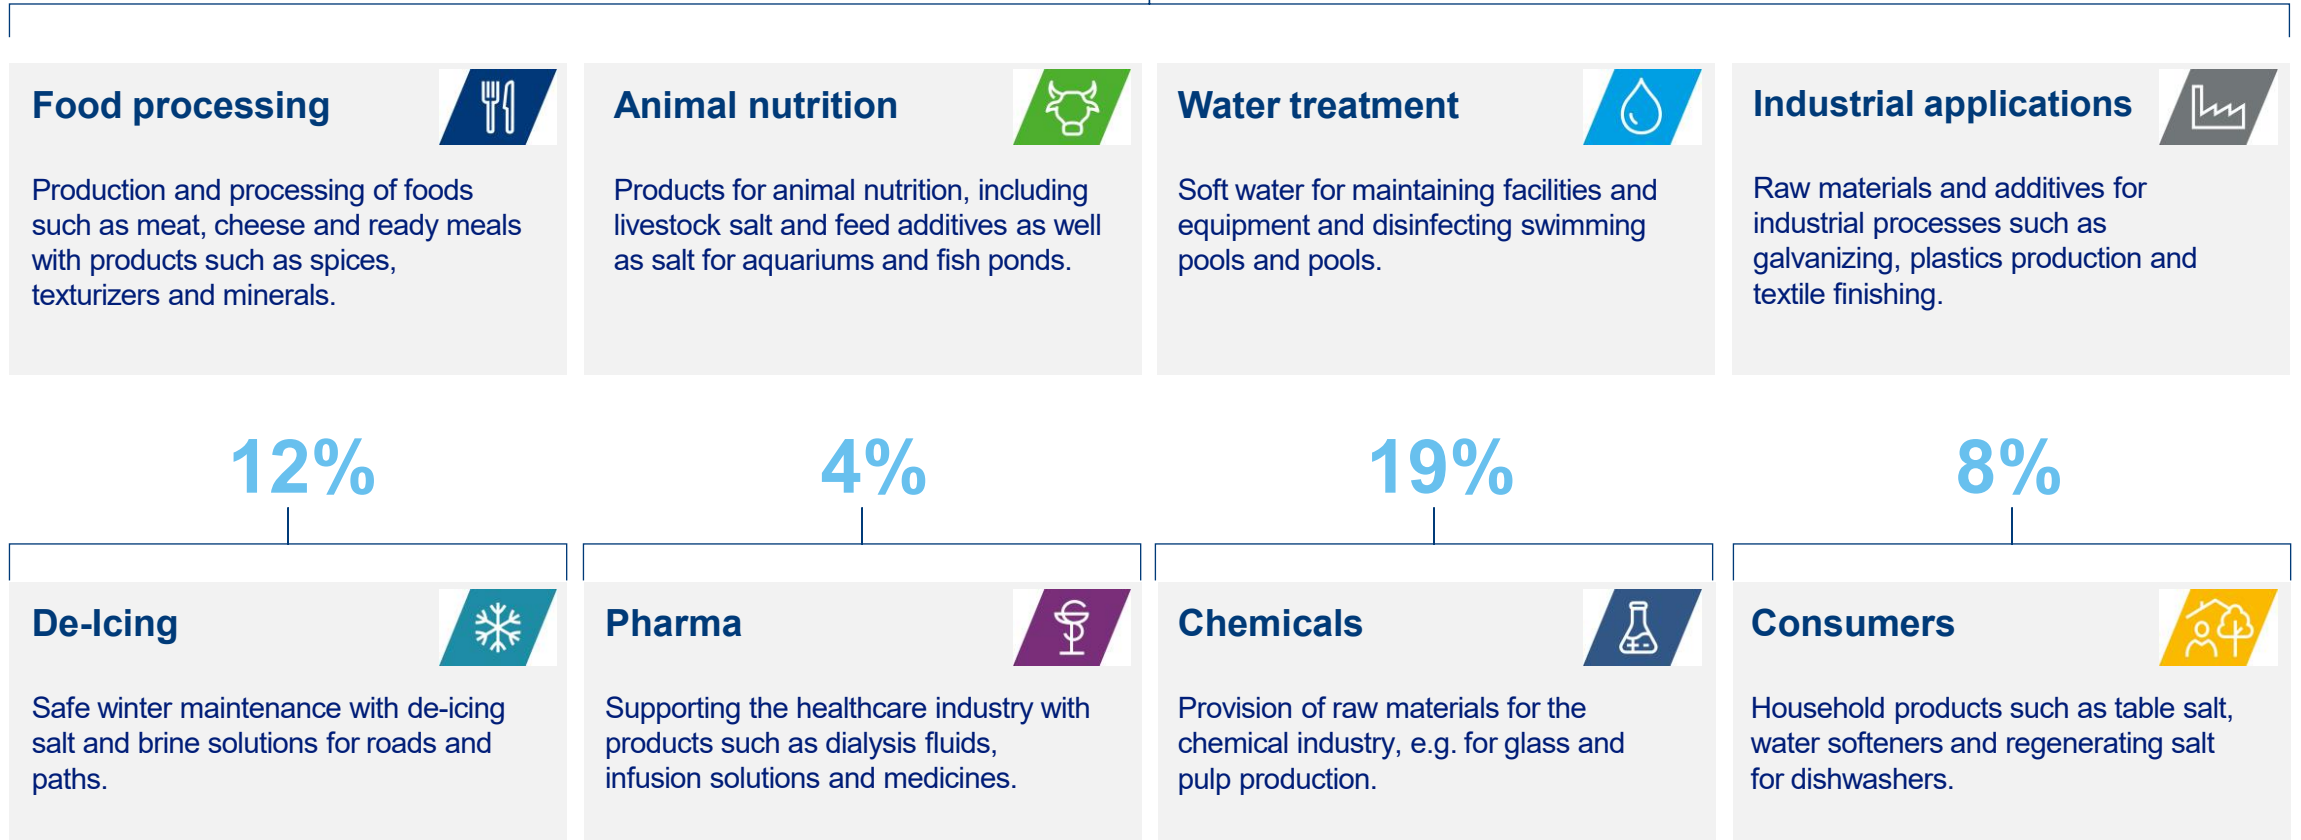 Food processing
Production and processing of foods
such as meat, cheese and ready meals
with products such as spices,
texturizers and minerals.
Animal nutrition
Products for animal nutrition, including
livestock salt and feed additives as well
as salt for aquariums and fish ponds.
Water treatment
Soft water for maintaining facilities and
equipment and disinfecting swimming
pools and pools.
Industrial applications
Raw materials and additives for
industrial processes such as
galvanizing, plastics production and
textile finishing.
12%
4%
19%
8%
De-Icing
Safe winter maintenance with de-icing
salt and brine solutions for roads and
paths.
Pharma
Supporting the healthcare industry with
products such as dialysis fluids,
infusion solutions and medicines.
Chemicals
Provision of raw materials for the
chemical industry, e.g. for glass and
pulp production.
Consumers
Household products such as table salt,
water softeners and regenerating salt
for dishwashers.